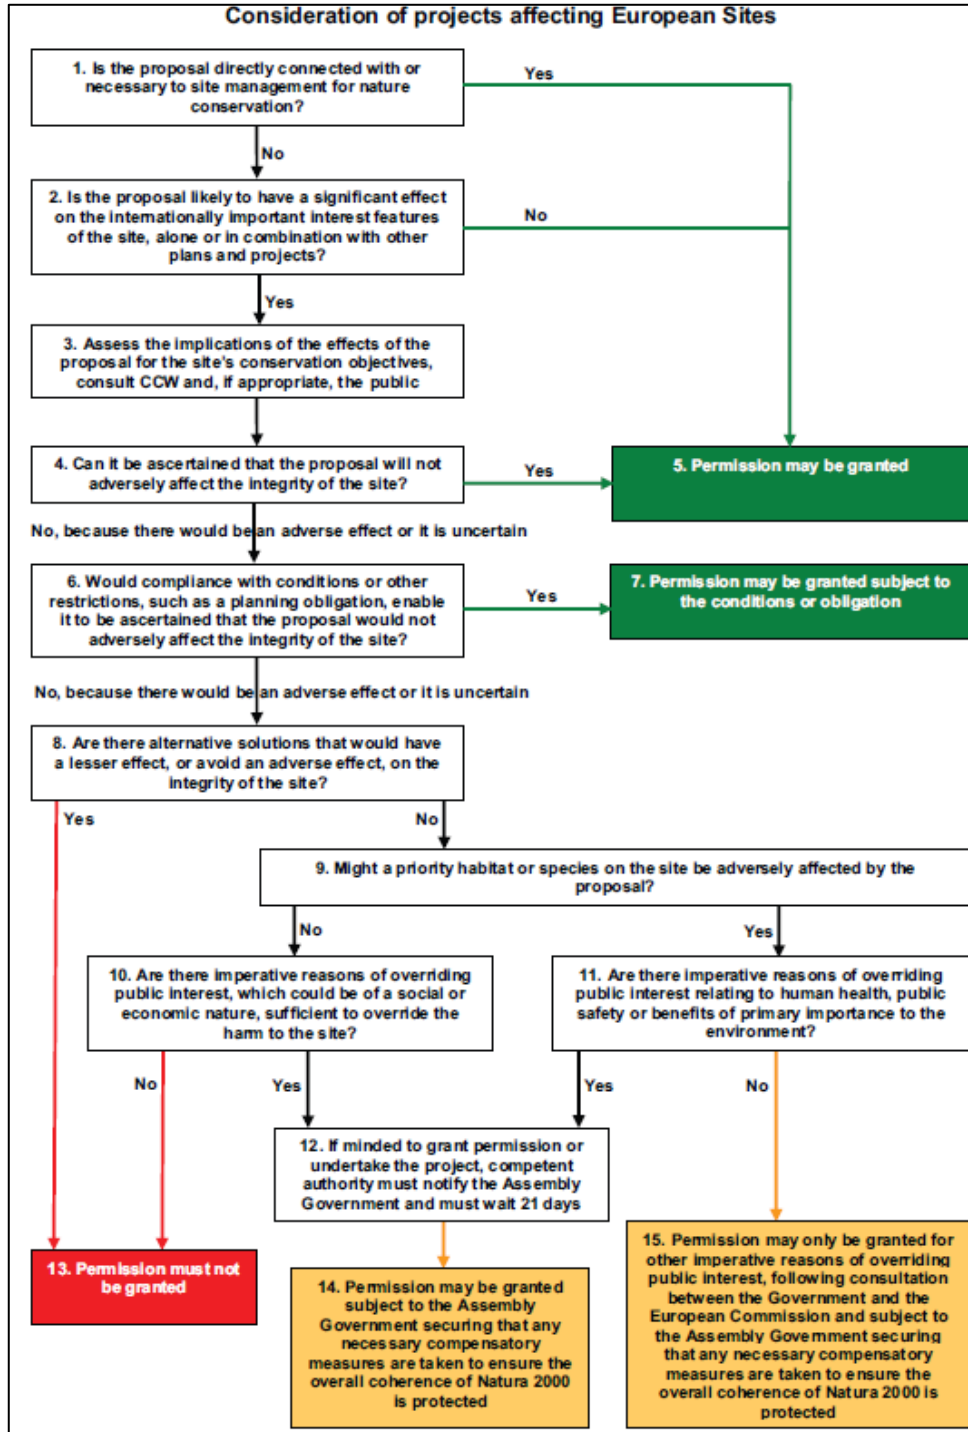 Consideration of projects affecting European Sites
1. Is the proposal directly connected with or
necessary to site management for nature
conservation?
Yes
No
2. Is the proposal likely to have a significant effect
on the internationally important interest features
of the site, alone or in combination with other
plans and projects?
No
Yes
3. Assess the implications of the effects of the
proposal for the site's conservation objectives,
consult CCW and, if appropriate, the public
4. Can it be ascertained that the proposal will not
adversely affect the integrity of the site?
Yes
5. Permission may be granted
No, because there would be an adverse effect or it is uncertain
6. Would compliance with conditions or other
restrictions, such as a planning obligation, enable
it to be ascertained that the proposal would not
adversely affect the integrity of the site?
Yes
7. Permission may be granted subject to
the conditions or obligation
No, because there would be an adverse effect or it is uncertain
8. Are there alternative solutions that would have
a lesser effect, or avoid an adverse effect, on the
integrity of the site?
Yes
No
9. Might a priority habitat or species on the site be adversely affected by the
proposal?
No
Yes
10. Are there imperative reasons of overriding
public interest, which could be of a social or
economic nature, sufficient to override the
harm to the site?
11. Are there imperative reasons of overriding
public interest relating to human health, public
safety or benefits of primary importance to the
environment?
No
Yes
Yes
No
12. If minded to grant permission or
undertake the project, competent
authority must notify the Assembly
Government and must wait 21 days
13. Permission must not
be granted
14. Permission may be granted
subject to the Assembly
Government securing that any
necessary compensatory
measures are taken to ensure the
overall coherence of Natura 2000
is protected
15. Permission may only be granted for
other imperative reasons of overriding
public interest, following consultation
between the Government and the
European Commission and subject to
the Assembly Government securing
that any necessary compensatory
measures are taken to ensure the
overall coherence of Natura 2000 is
protected